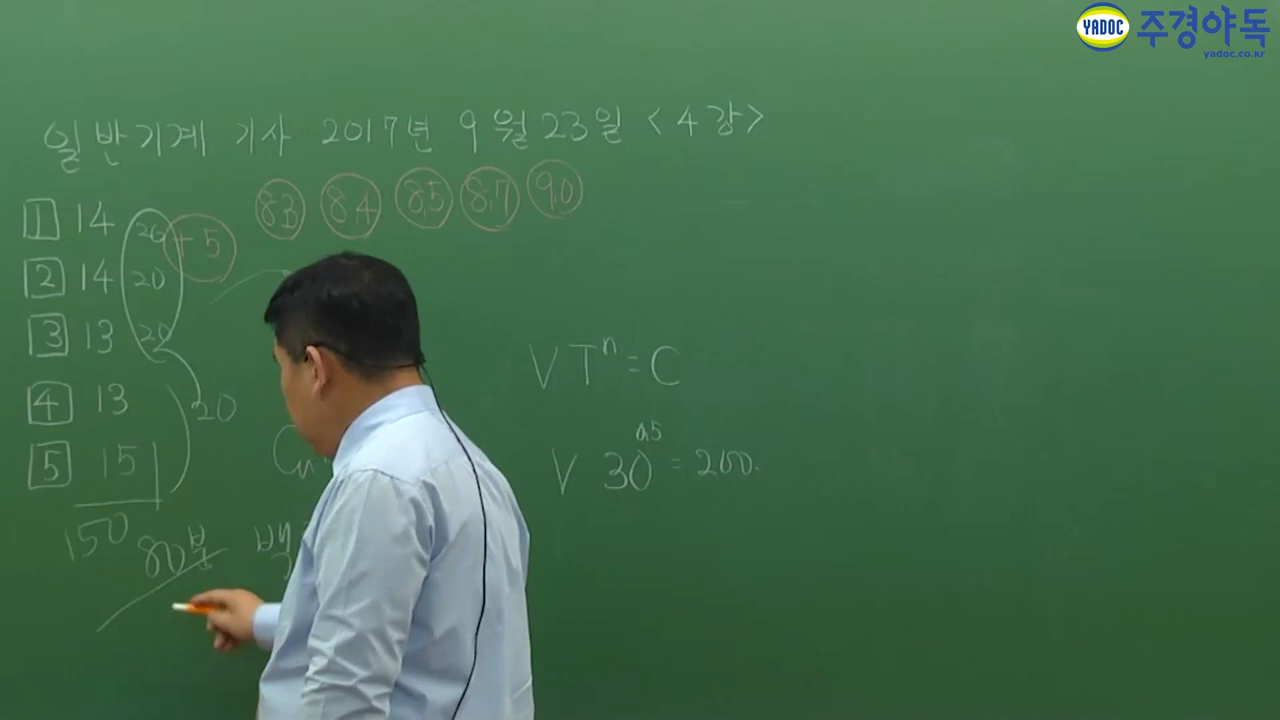 YADOC 주경야독
yadoc.co.kr
일반기계 기사 2017년 9월 23일 <4강>
83 84 85 87 90
1 14 20 +5
2 14 20
3 13 20
4 13
20
5 15
150
80분
VTⁿ = C
V 30^0.5 = 200.